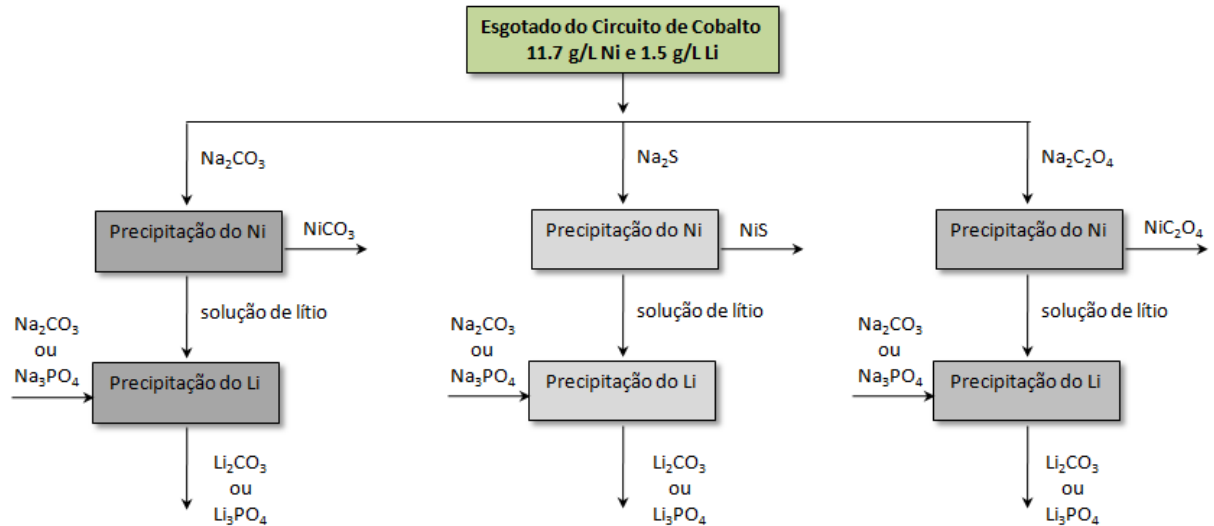 Esgotado do Circuito de Cobalto
11.7 g/L Ni e 1.5 g/L Li
Na₂CO₃
Na₂S
Na₂C₂O₄
Precipitação do Ni
NiCO₃
Precipitação do Ni
NiS
Precipitação do Ni
NiC₂O₄
solução de lítio
solução de lítio
solução de lítio
Na₂CO₃
ou
Na₃PO₄
Precipitação do Li
Na₂CO₃
ou
Na₃PO₄
Precipitação do Li
Na₂CO₃
ou
Na₃PO₄
Precipitação do Li
Li₂CO₃
ou
Li₃PO₄
Li₂CO₃
ou
Li₃PO₄
Li₂CO₃
ou
Li₃PO₄